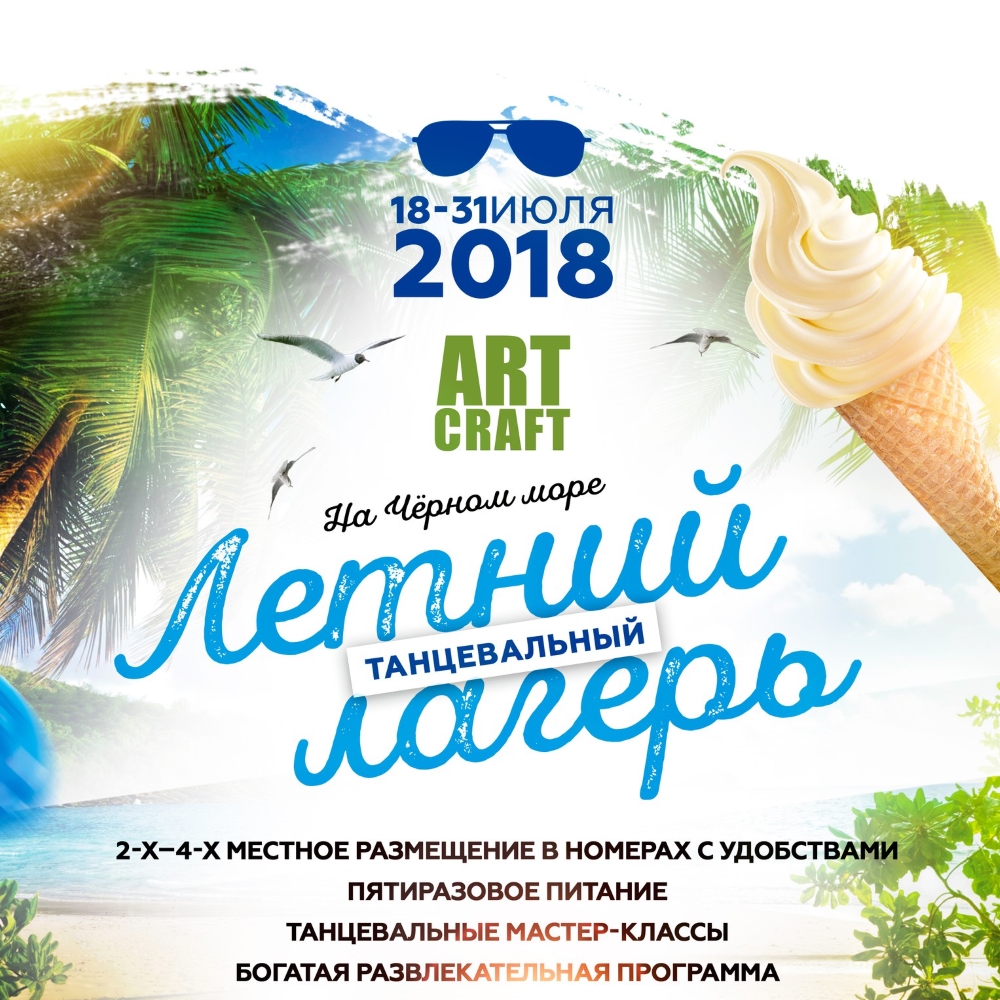 18-31ИЮЛЯ
2018
ART
CRAFT
На Чёрном море
Летний
ТАНЦЕВАЛЬНЫЙ
лагерь
2-Х–4-Х МЕСТНОЕ РАЗМЕЩЕНИЕ В НОМЕРАХ С УДОБСТВАМИ
ПЯТИРАЗОВОЕ ПИТАНИЕ
ТАНЦЕВАЛЬНЫЕ МАСТЕР-КЛАССЫ
БОГАТАЯ РАЗВЛЕКАТЕЛЬНАЯ ПРОГРАММА